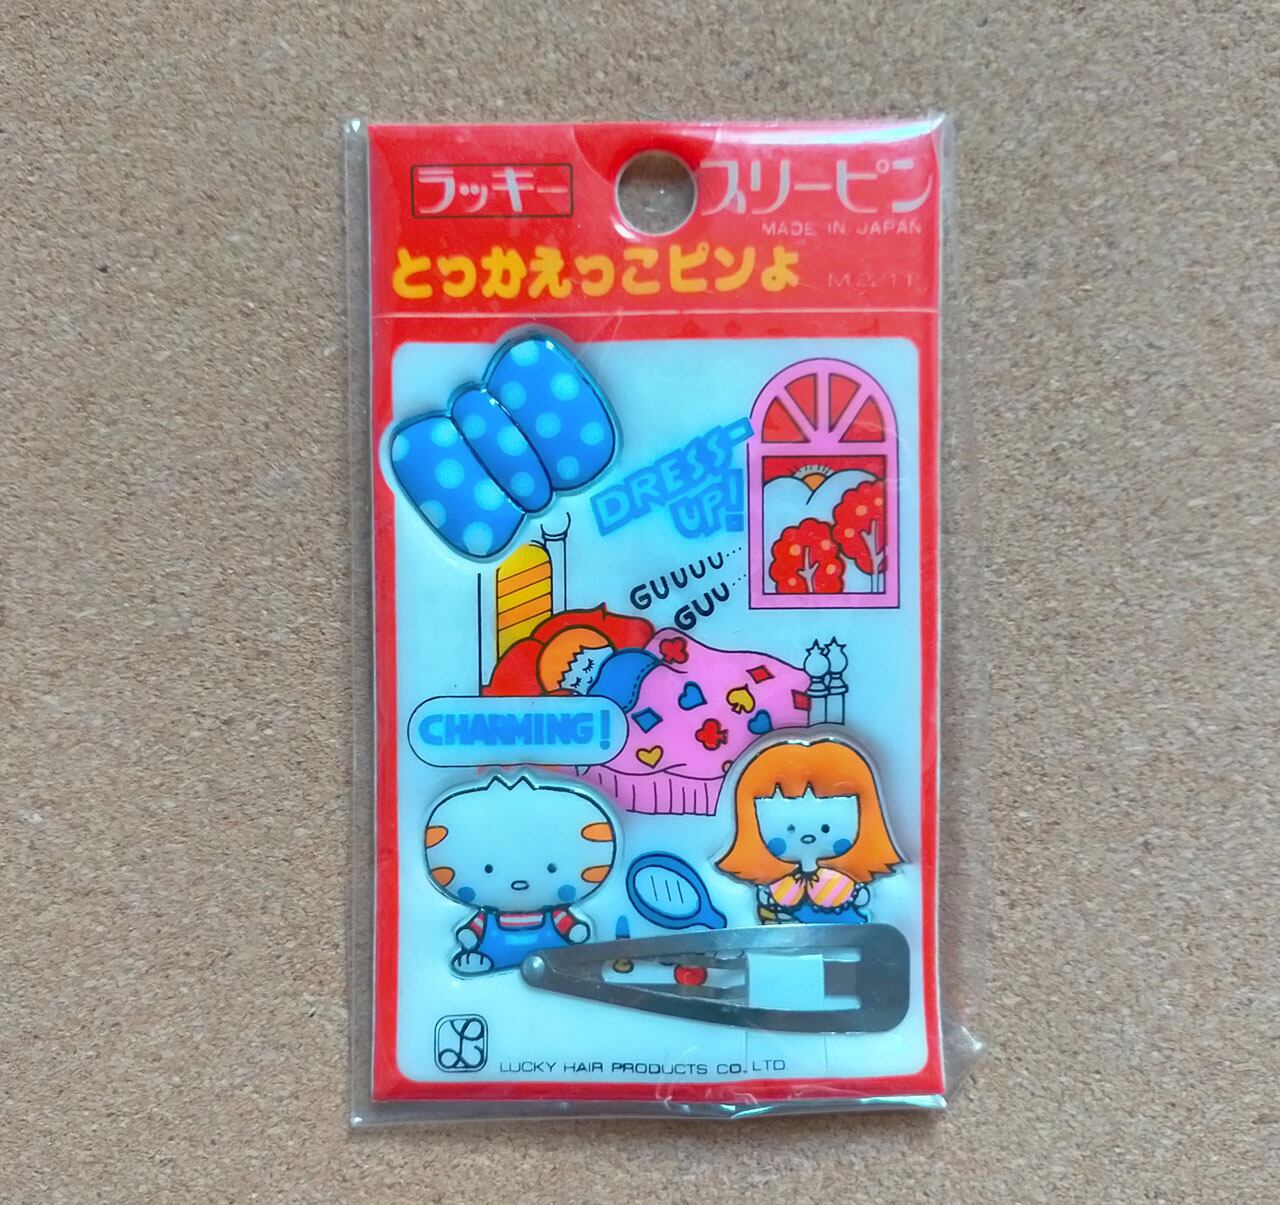 ラッキー スリーピン
MADE IN JAPAN
とっかえっこピンよ
DRESS-
UP!
GUUUU...
GUU...
CHARMING!
LUCKY HAIR PRODUCTS CO., LTD.